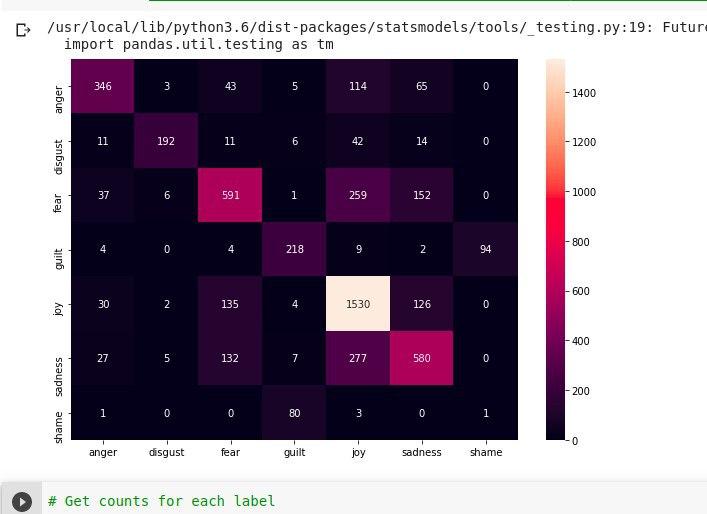 /usr/local/lib/python3.6/dist-packages/statsmodels/tools/_testing.py:19: Future
import pandas.util.testing as tm
anger 346 3 43 5 114 65 0
disgust 11 192 11 6 42 14 0
fear 37 6 591 1 259 152 0
guilt 4 0 4 218 9 2 94
joy 30 2 135 4 1530 126 0
sadness 27 5 132 7 277 580 0
shame 1 0 0 80 3 0 1
anger disgust fear guilt joy sadness shame
1400
1200
1000
800
600
400
200
0
# Get counts for each label